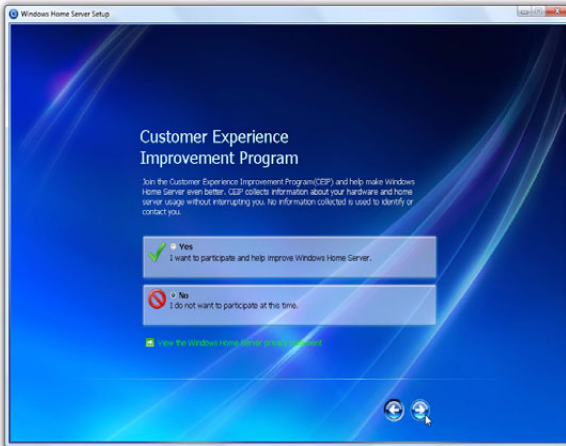 Windows Home Server Setup
Customer Experience
Improvement Program
Join the Customer Experience Improvement Program(CEIP) and help make Windows
Home Server even better. CEIP collects information about your hardware and home
server usage without interrupting you. No information collected is used to identify or
contact you.
Yes
I want to participate and help improve Windows Home Server.
No
I do not want to participate at this time.
View the Windows Home Server privacy statement